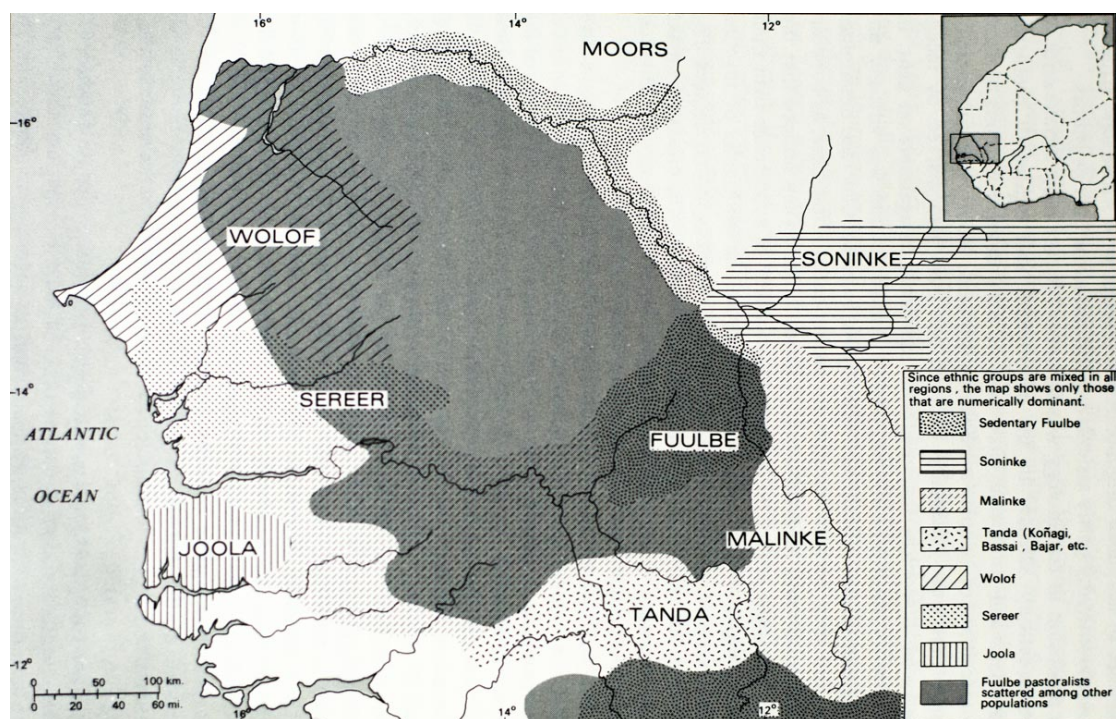 16°
14°
12°
MOORS
16°
WOLOF
SONINKE
14°
SEREER
ATLANTIC
OCEAN
FUULBE
JOOLA
MALINKE
TANDA
12°
0 50 100 km.
0 20 40 60 mi.
16°
14°
12°
Since ethnic groups are mixed in all
regions, the map shows only those
that are numerically dominant.
Sedentary Fuulbe
Soninke
Malinke
Tanda (Koñagi,
Bassai, Bajar, etc.
Wolof
Sereer
Joola
Fuulbe pastoralists
scattered among other
populations